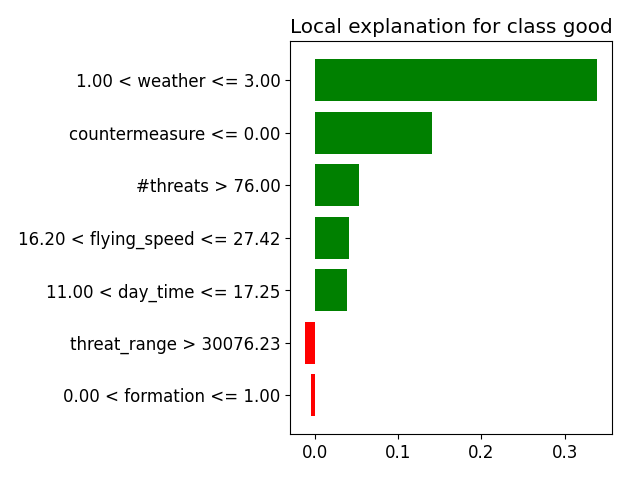 Local explanation for class good
1.00 < weather <= 3.00
countermeasure <= 0.00
#threats > 76.00
16.20 < flying_speed <= 27.42
11.00 < day_time <= 17.25
threat_range > 30076.23
0.00 < formation <= 1.00
0.0 0.1 0.2 0.3